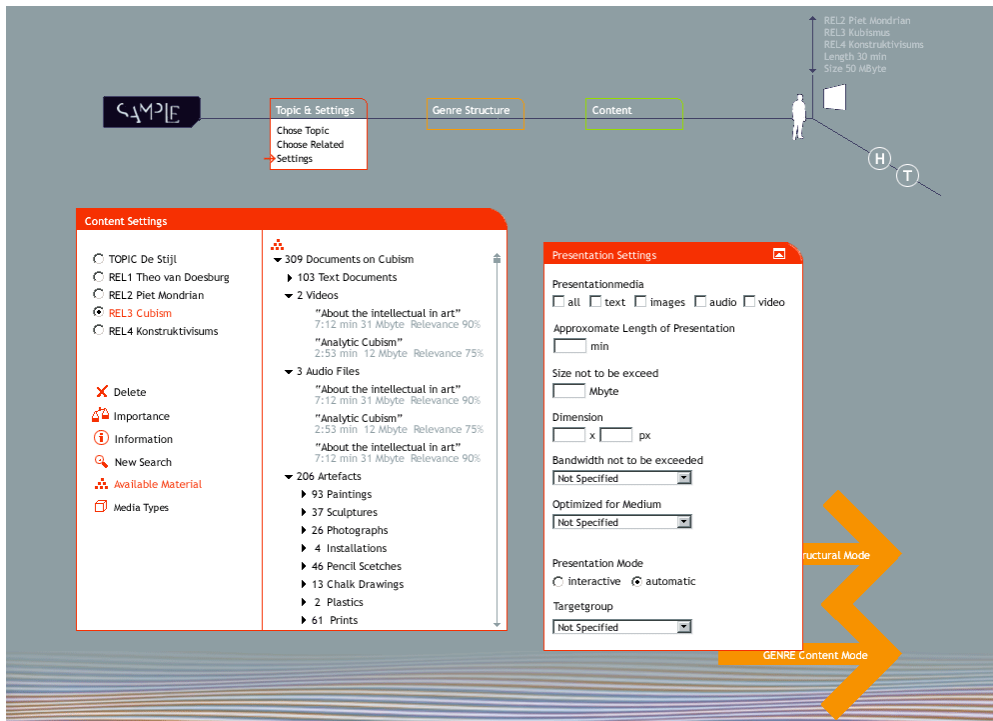 REL2 Piet Mondrian
REL3 Kubismus
REL4 Konstruktivisums
Length 30 min
Size 50 MByte
SAMPLE
Topic & Settings
Chose Topic
Choose Related
Settings
Genre Structure
Content
H
T
Content Settings
TOPIC De Stijl
REL1 Theo van Doesburg
REL2 Piet Mondrian
REL3 Cubism
REL4 Konstruktivisums
Delete
Importance
Information
New Search
Available Material
Media Types
309 Documents on Cubism
103 Text Documents
2 Videos
"About the intellectual in art"
7:12 min 31 Mbyte Relevance 90%
"Analytic Cubism"
2:53 min 12 Mbyte Relevance 75%
3 Audio Files
"About the intellectual in art"
7:12 min 31 Mbyte Relevance 90%
"Analytic Cubism"
2:53 min 12 Mbyte Relevance 75%
"About the intellectual in art"
7:12 min 31 Mbyte Relevance 90%
206 Artefacts
93 Paintings
37 Sculptures
26 Photographs
4 Installations
46 Pencil Scetches
13 Chalk Drawings
2 Plastics
61 Prints
Presentation Settings
Presentationmedia
all text images audio video
Approxomate Length of Presentation
min
Size not to be exceed
Mbyte
Dimension
x px
Bandwidth not to be exceeded
Not Specified
Optimized for Medium
Not Specified
Presentation Mode
interactive automatic
Targetgroup
Not Specified
ructural Mode
GENRE Content Mode